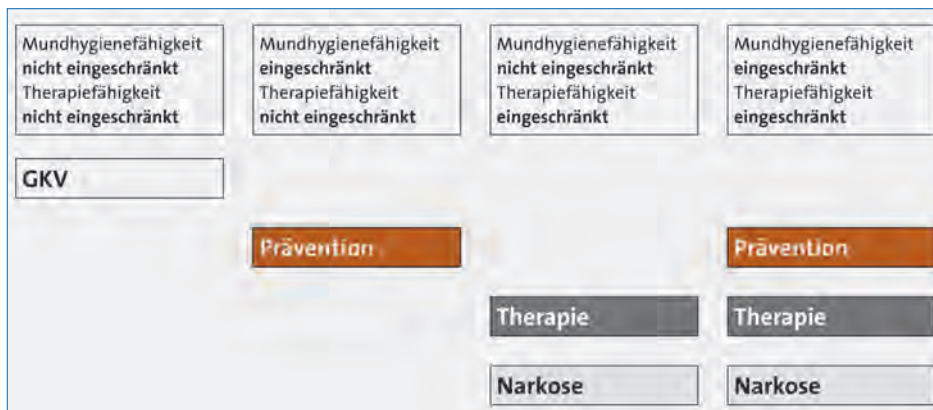 Mundhygienefähigkeit
nicht eingeschränkt
Therapiefähigkeit
nicht eingeschränkt
Mundhygienefähigkeit
eingeschränkt
Therapiefähigkeit
nicht eingeschränkt
Mundhygienefähigkeit
nicht eingeschränkt
Therapiefähigkeit
eingeschränkt
Mundhygienefähigkeit
eingeschränkt
Therapiefähigkeit
eingeschränkt
GKV
Prävention
Prävention
Therapie
Therapie
Narkose
Narkose